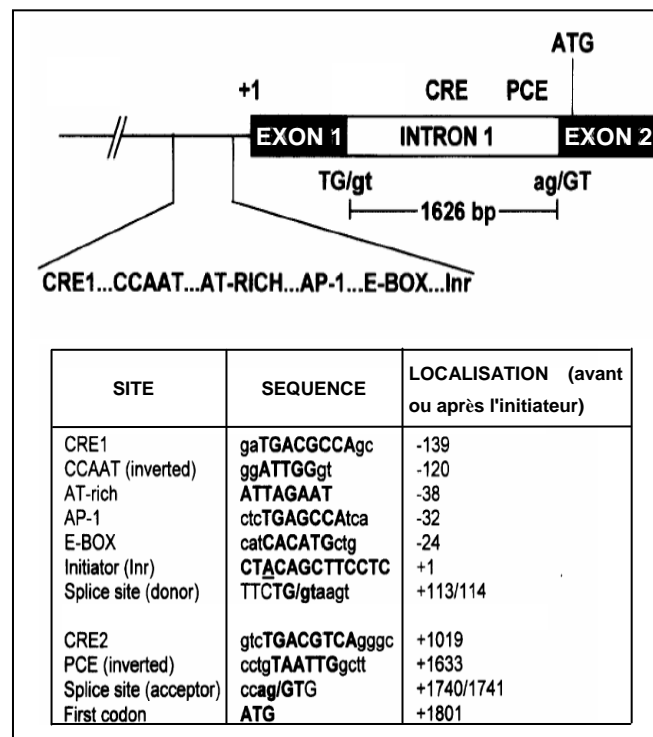 ATG
+1 CRE PCE
EXON 1 INTRON 1 EXON 2
TG/gt ag/GT
1626 bp
CRE1...CCAAT...AT-RICH...AP-1...E-BOX...Inr
SITE SEQUENCE LOCALISATION (avant
ou après l'initiateur)
CRE1 gaTGACGCCAgc -139
CCAAT (inverted) ggATTGGgt -120
AT-rich ATTAGAAT -38
AP-1 ctcTGAGCCAtca -32
E-BOX catCACATGctg -24
Initiator (Inr) CTACAGCTTCCTC +1
Splice site (donor) TTCTG/gtaagt +113/114
CRE2 gtcTGACGTCAgggc +1019
PCE (inverted) cctgTAATTGgctt +1633
Splice site (acceptor) ccag/GTG +1740/1741
First codon ATG +1801